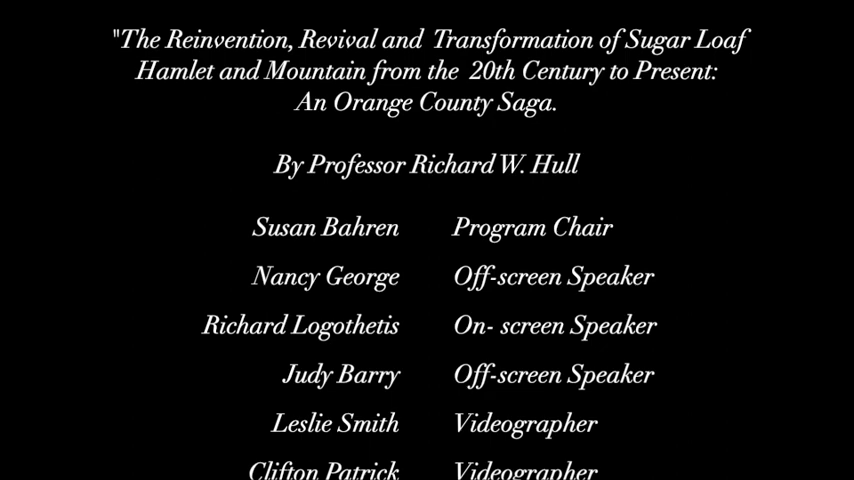 "The Reinvention, Revival and Transformation of Sugar Loaf
Hamlet and Mountain from the 20th Century to Present:
An Orange County Saga.
By Professor Richard W. Hull
Susan Bahren Program Chair
Nancy George Off-screen Speaker
Richard Logothetis On- screen Speaker
Judy Barry Off-screen Speaker
Leslie Smith Videographer
Clifton Patrick Videographer